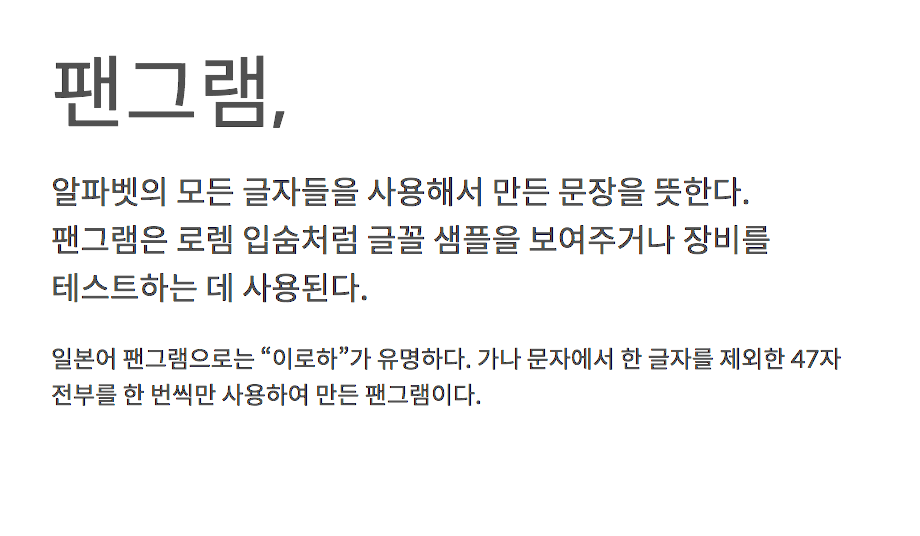 팬그램,
알파벳의 모든 글자들을 사용해서 만든 문장을 뜻한다.
팬그램은 로렘 입숨처럼 글꼴 샘플을 보여주거나 장비를
테스트하는 데 사용된다.
일본어 팬그램으로는 “이로하”가 유명하다. 가나 문자에서 한 글자를 제외한 47자
전부를 한 번씩만 사용하여 만든 팬그램이다.